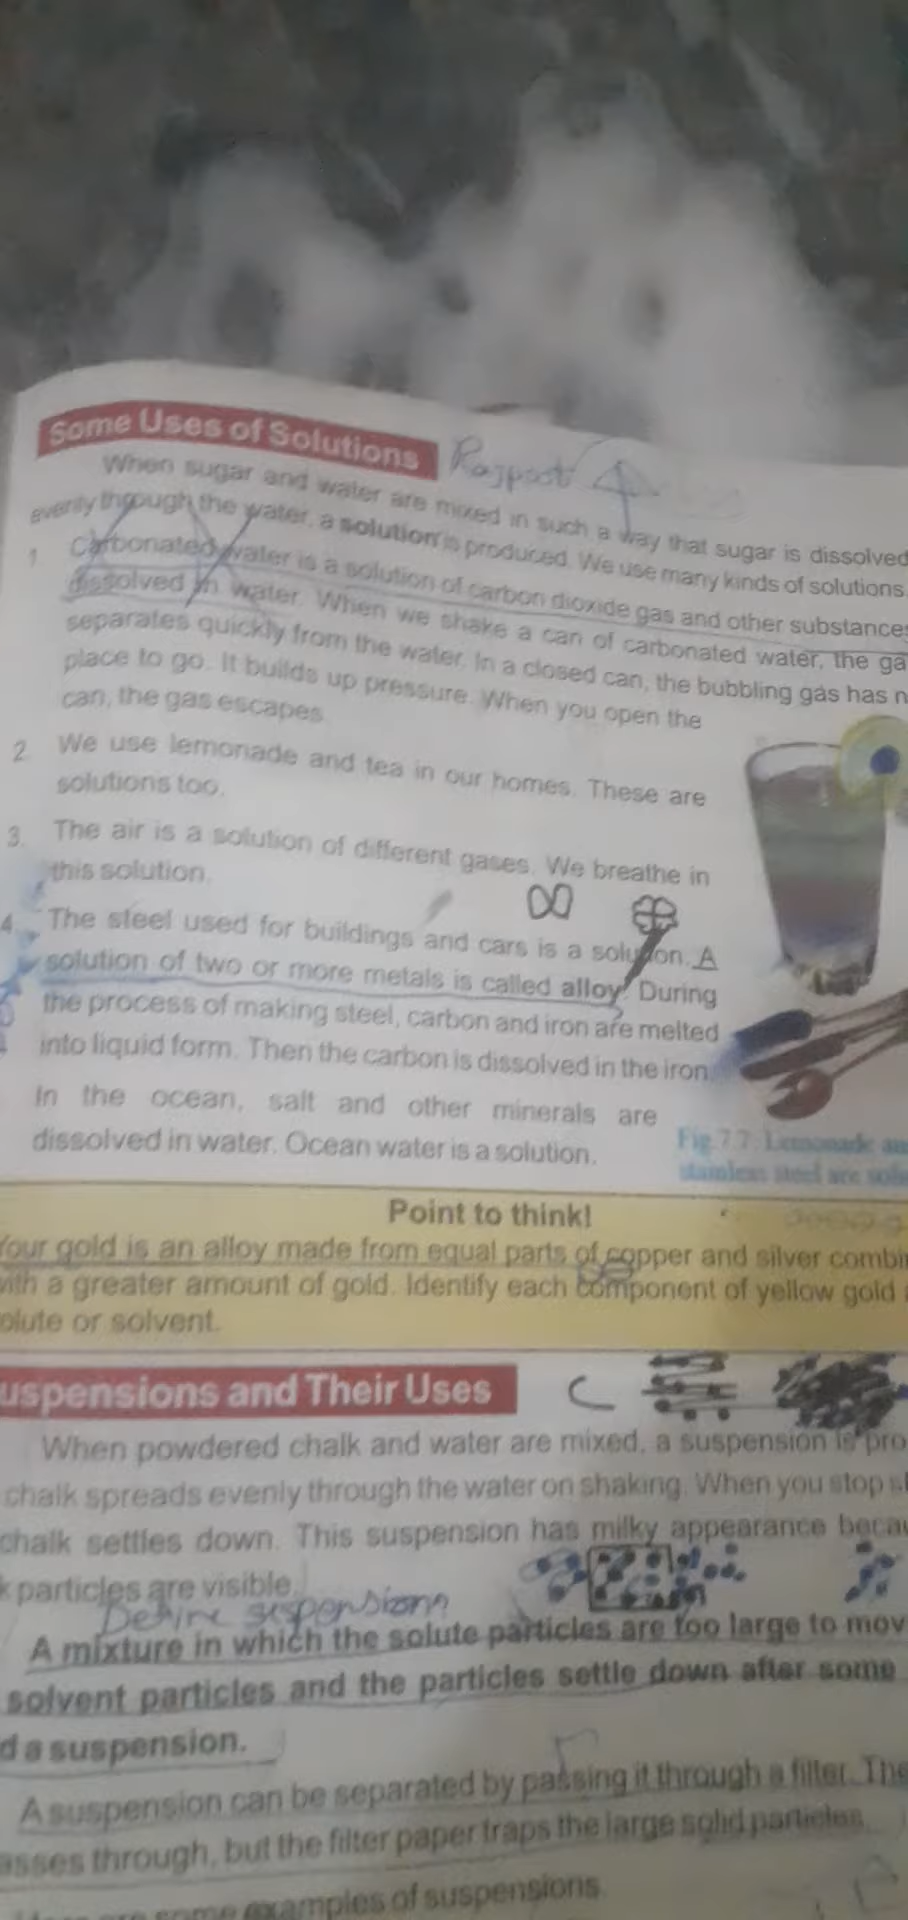 Some Uses of Solutions
Rajpoot
When sugar and water are mixed in such a way that sugar is dissolved
evenly through the water, a solution is produced. We use many kinds of solutions.
1. Carbonated water is a solution of carbon dioxide gas and other substances
dissolved in water. When we shake a can of carbonated water, the ga
separates quickly from the water. In a closed can, the bubbling gas has n
place to go. It builds up pressure. When you open the
can, the gas escapes.
2. We use lemonade and tea in our homes. These are
solutions too.
3. The air is a solution of different gases. We breathe in
this solution.
4. The steel used for buildings and cars is a solution. A
solution of two or more metals is called alloy. During
the process of making steel, carbon and iron are melted
into liquid form. Then the carbon is dissolved in the iron.
In the ocean, salt and other minerals are
dissolved in water. Ocean water is a solution.
Fig.7.7: Lemonade an
stainless steel are solu
Point to think!
Your gold is an alloy made from equal parts of copper and silver combi
with a greater amount of gold. Identify each component of yellow gold a
olute or solvent.
uspensions and Their Uses
When powdered chalk and water are mixed, a suspension is pro
chalk spreads evenly through the water on shaking. When you stop s
chalk settles down. This suspension has milky appearance becau
k particles are visible.
Define suspension
A mixture in which the solute particles are too large to mov
solvent particles and the particles settle down after some
d a suspension.
A suspension can be separated by passing it through a filter. The
asses through, but the filter paper traps the large solid particles.
some examples of suspensions